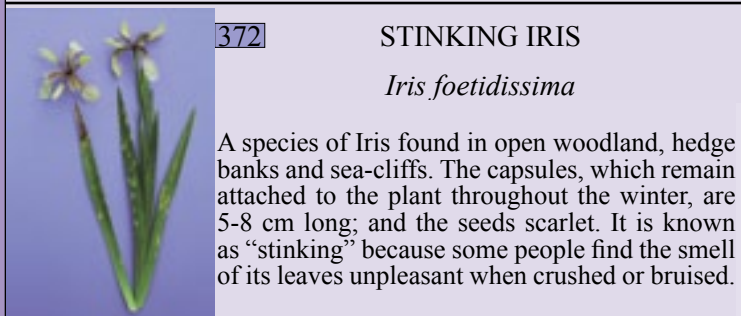 372 STINKING IRIS
Iris foetidissima
A species of Iris found in open woodland, hedge
banks and sea-cliffs. The capsules, which remain
attached to the plant throughout the winter, are
5-8 cm long; and the seeds scarlet. It is known
as “stinking” because some people find the smell
of its leaves unpleasant when crushed or bruised.